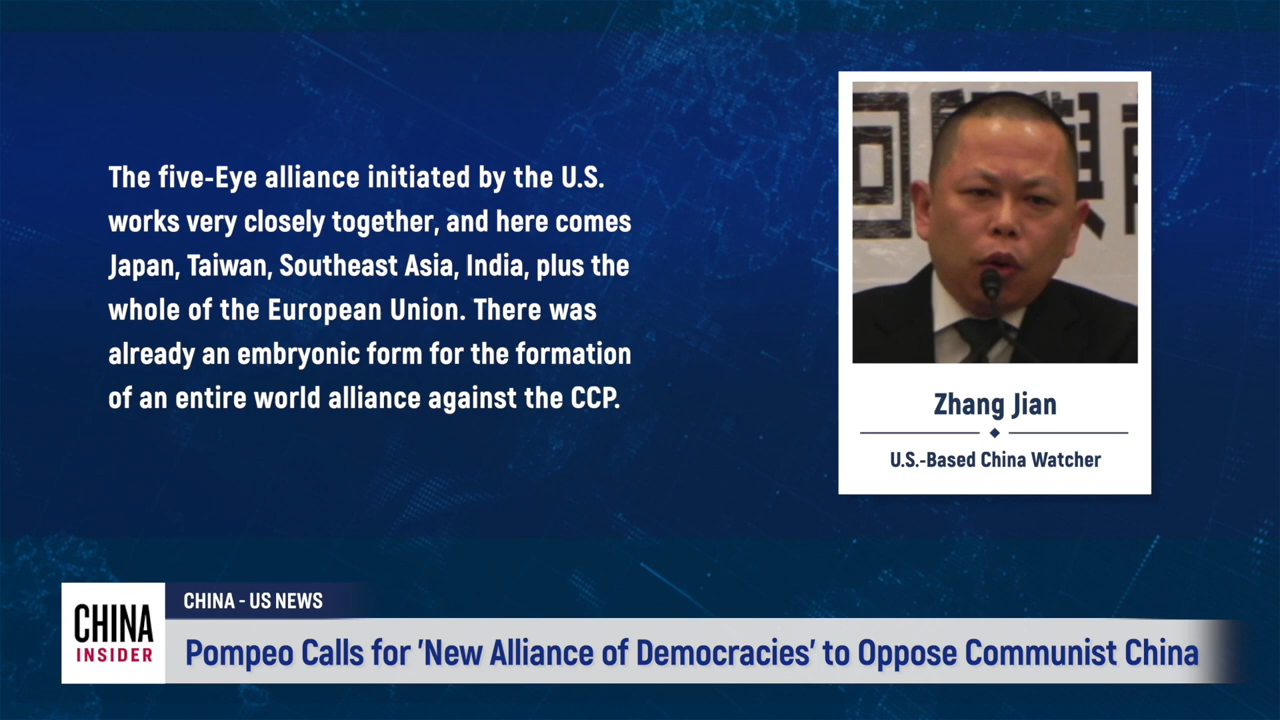 The five-Eye alliance initiated by the U.S.
works very closely together, and here comes
Japan, Taiwan, Southeast Asia, India, plus the
whole of the European Union. There was
already an embryonic form for the formation
of an entire world alliance against the CCP.
Zhang Jian
U.S.-Based China Watcher
CHINA
INSIDER
CHINA - US NEWS
Pompeo Calls for 'New Alliance of Democracies' to Oppose Communist China